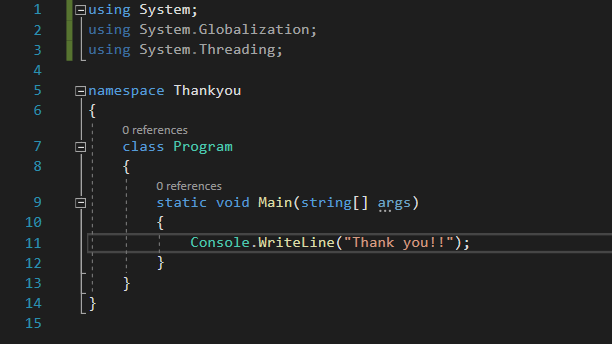 1 using System;
2 using System.Globalization;
3 using System.Threading;
4
5 namespace Thankyou
6 {
0 references
7 class Program
8 {
0 references
9 static void Main(string[] args)
10 {
11 Console.WriteLine("Thank you!!");
12 }
13 }
14 }
15